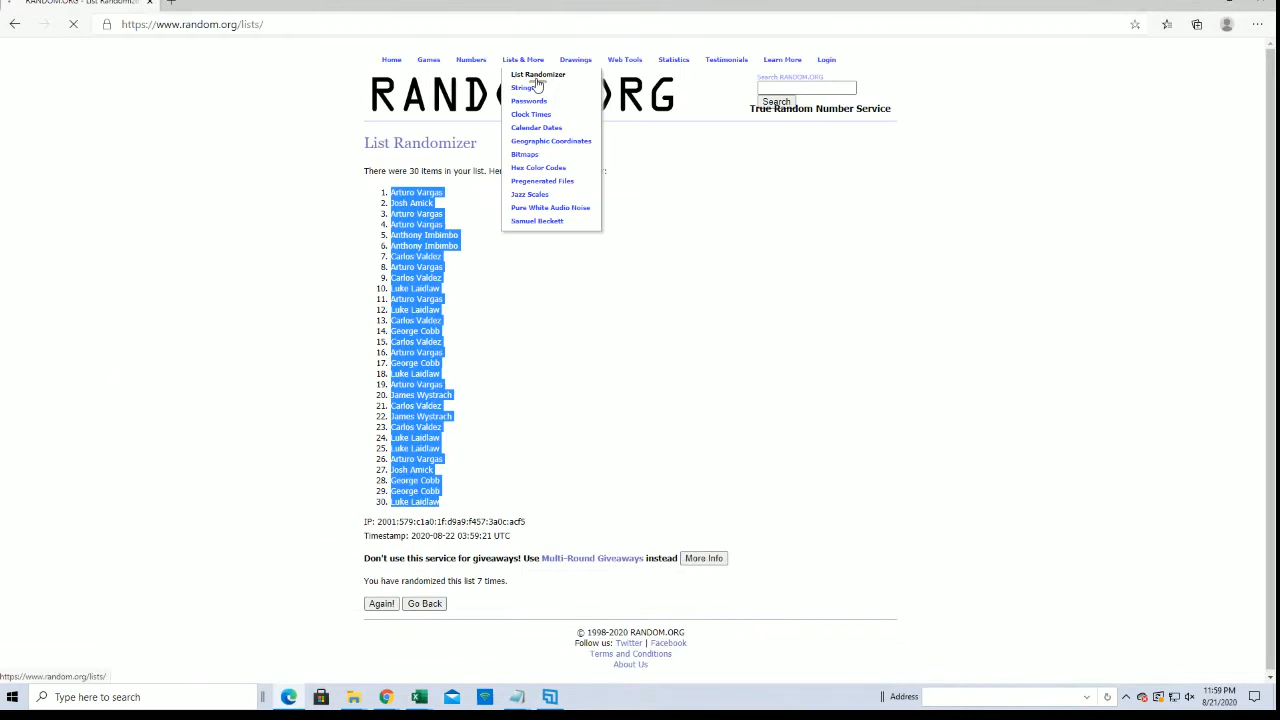 RANDOM.ORG - List Randomizer
https://www.random.org/lists/
Home Games Numbers Lists & More Drawings Web Tools Statistics Testimonials Learn More Login
List Randomizer
Strings
Passwords
Clock Times
Calendar Dates
Geographic Coordinates
Bitmaps
Hex Color Codes
Pregenerated Files
Jazz Scales
Pure White Audio Noise
Samuel Beckett
Search RANDOM.ORG
Search
True Random Number Service
List Randomizer
There were 30 items in your list.
1. Arturo Vargas
2. Josh Amick
3. Arturo Vargas
4. Arturo Vargas
5. Anthony Imbimbo
6. Anthony Imbimbo
7. Carlos Valdez
8. Arturo Vargas
9. Carlos Valdez
10. Luke Laidlaw
11. Arturo Vargas
12. Luke Laidlaw
13. Carlos Valdez
14. George Cobb
15. Carlos Valdez
16. Arturo Vargas
17. George Cobb
18. Luke Laidlaw
19. Arturo Vargas
20. James Wystrach
21. Carlos Valdez
22. James Wystrach
23. Carlos Valdez
24. Luke Laidlaw
25. Luke Laidlaw
26. Arturo Vargas
27. Josh Amick
28. George Cobb
29. George Cobb
30. Luke Laidlaw
IP: 2001:579:c1a0:1f:d9a9:f457:3a0c:acf5
Timestamp: 2020-08-22 03:59:21 UTC
Don't use this service for giveaways! Use Multi-Round Giveaways instead More Info
You have randomized this list 7 times.
Again! Go Back
© 1998-2020 RANDOM.ORG
Follow us: Twitter | Facebook
Terms and Conditions
About Us
https://www.random.org/lists/
Type here to search
Address
11:59 PM
8/21/2020